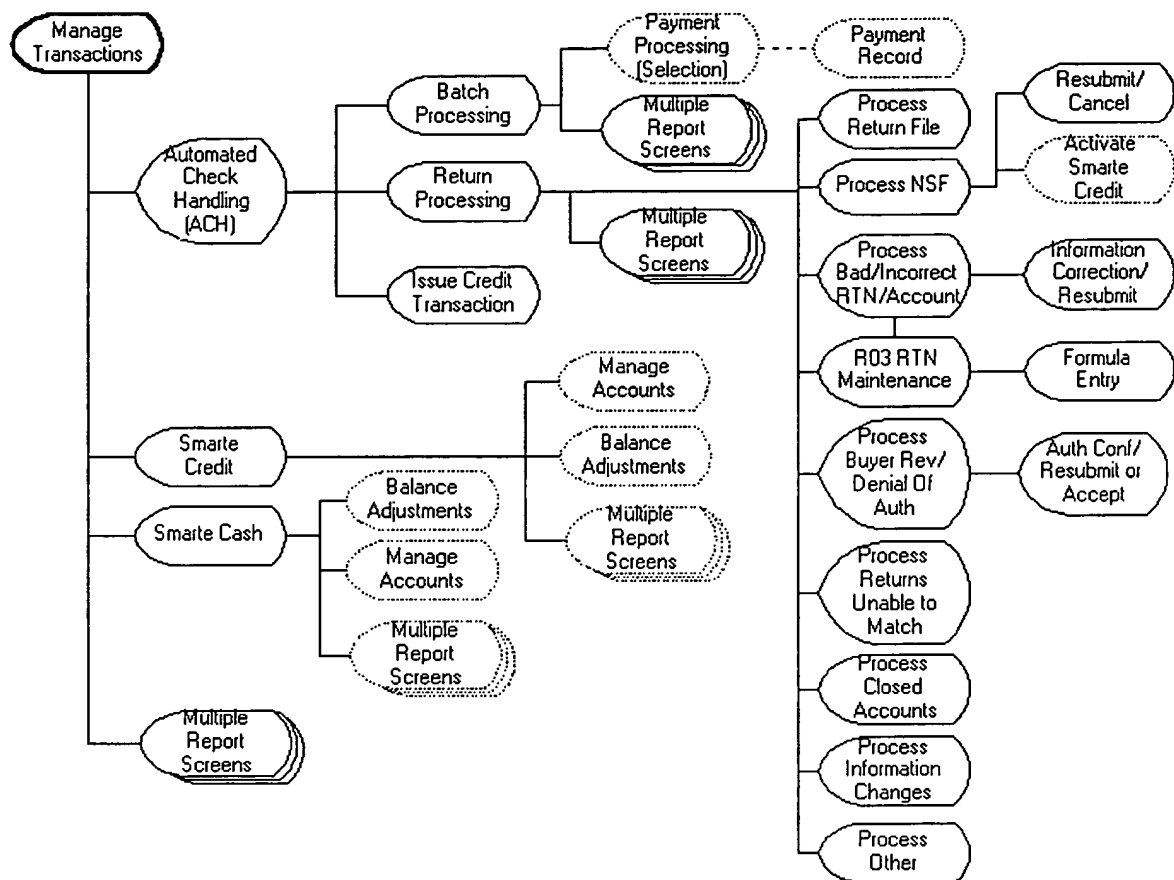 Manage
Transactions
Automated
Check
Handling
(ACH)
Batch
Processing
Payment
Processing
(Selection)
Payment
Record
Multiple
Report
Screens
Return
Processing
Multiple
Report
Screens
Issue Credit
Transaction
Process
Return File
Process NSF
Resubmit/
Cancel
Activate
Smarte
Credit
Process
Bad/Incorrect
RTN/Account
Information
Correction/
Resubmit
R03 RTN
Maintenance
Formula
Entry
Process
Buyer Rev/
Denial Of
Auth
Auth Conf/
Resubmit or
Accept
Process
Returns
Unable to
Match
Process
Closed
Accounts
Process
Information
Changes
Process
Other
Smarte
Credit
Manage
Accounts
Balance
Adjustments
Multiple
Report
Screens
Smarte Cash
Balance
Adjustments
Manage
Accounts
Multiple
Report
Screens
Multiple
Report
Screens